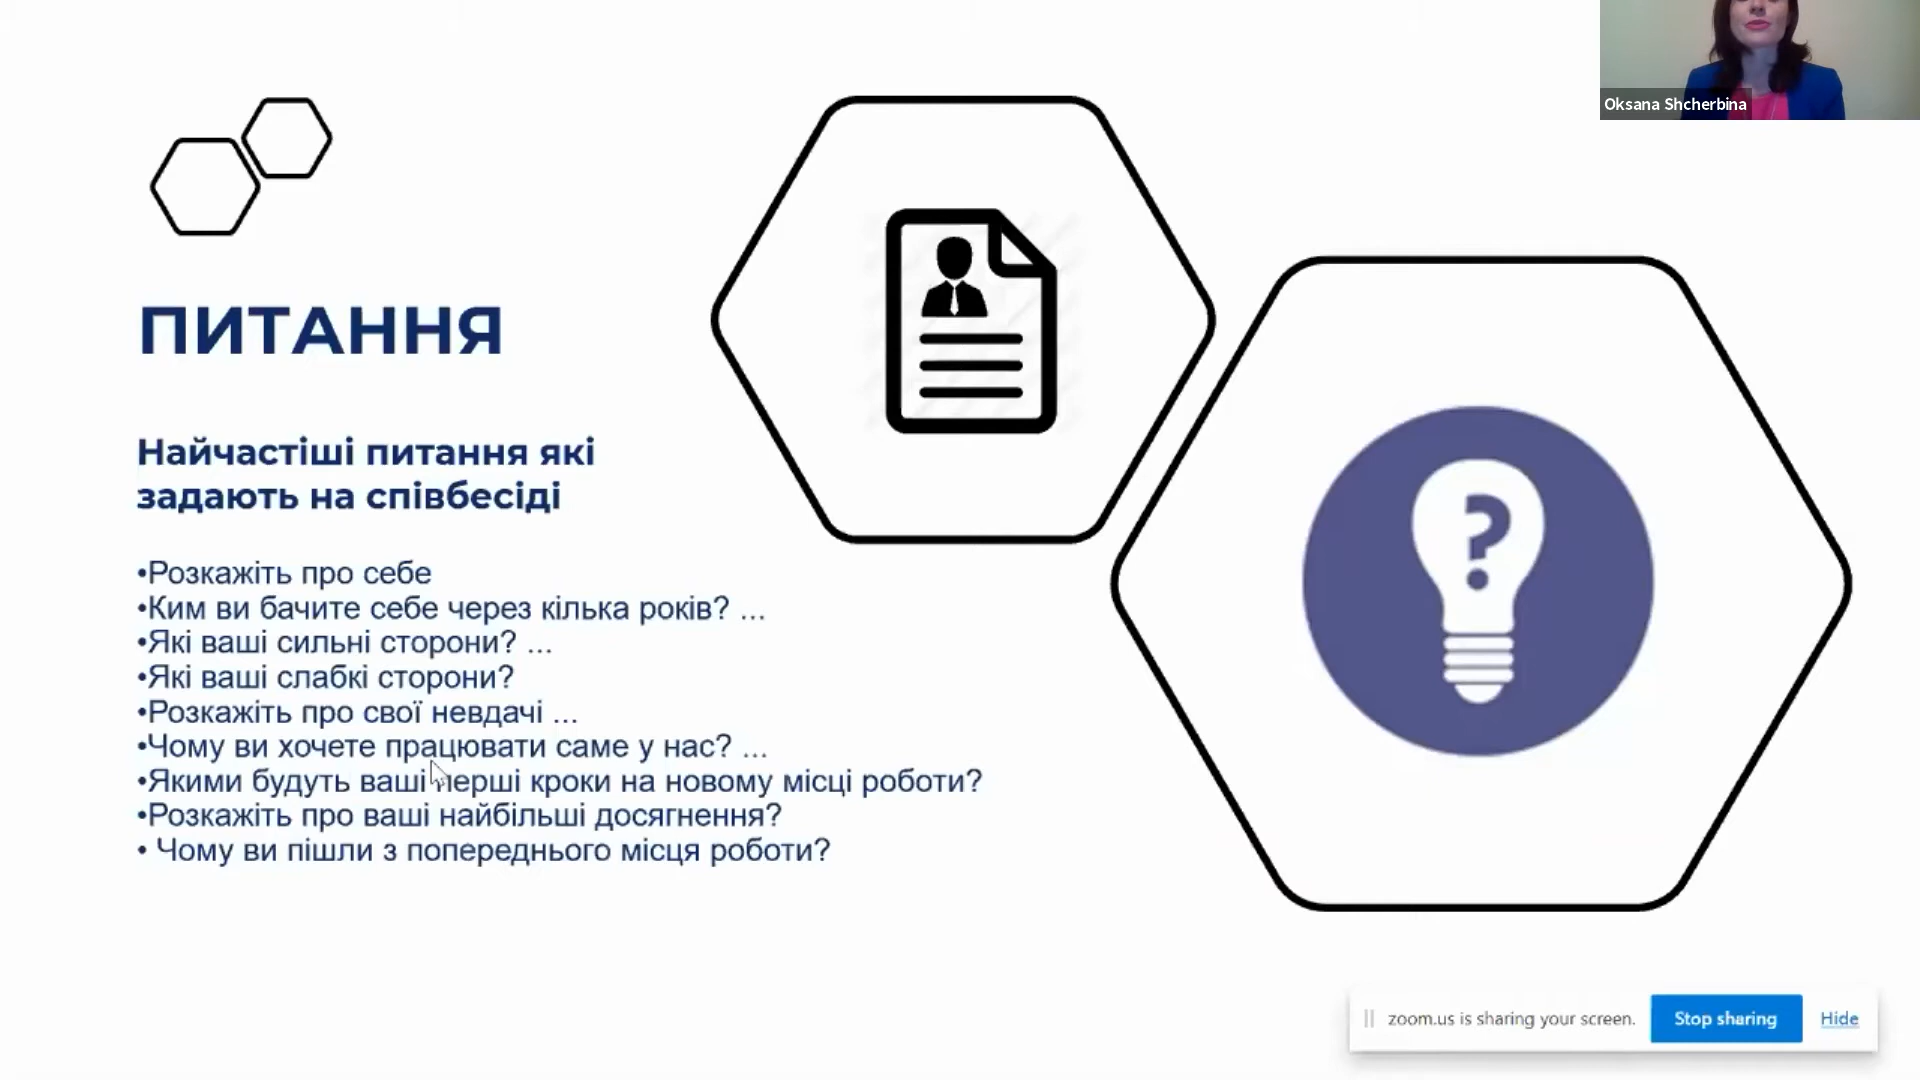 Oksana Shcherbina
ПИТАННЯ
Найчастіші питання які
задають на співбесіді
•Розкажіть про себе
•Ким ви бачите себе через кілька років? ...
•Які ваші сильні сторони? ...
•Які ваші слабкі сторони?
•Розкажіть про свої невдачі ...
•Чому ви хочете працювати саме у нас? ...
•Якими будуть ваші перші кроки на новому місці роботи?
•Розкажіть про ваші найбільші досягнення?
• Чому ви пішли з попереднього місця роботи?
?
zoom.us is sharing your screen. Stop sharing Hide